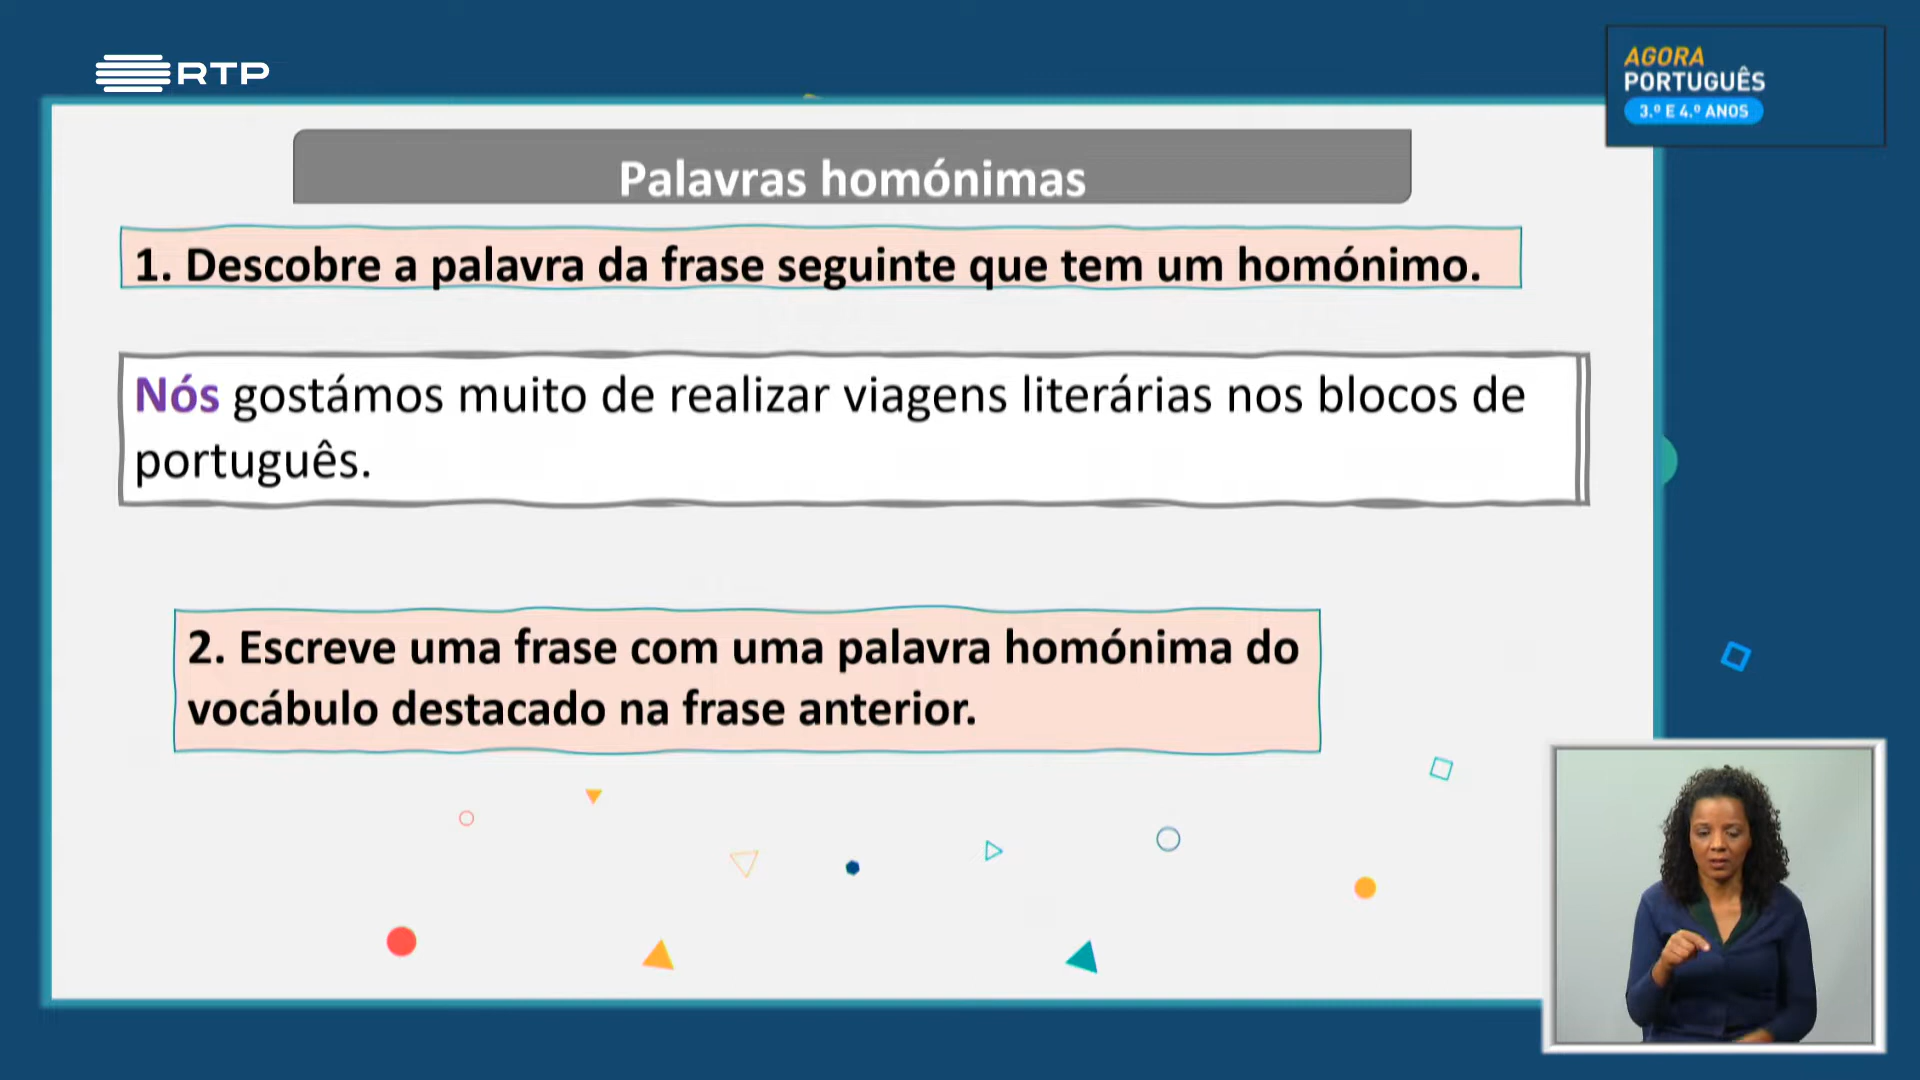 RTP
AGORA
PORTUGUÊS
3.º E 4.º ANOS
Palavras homónimas
1. Descobre a palavra da frase seguinte que tem um homónimo.
Nós gostámos muito de realizar viagens literárias nos blocos de
português.
2. Escreve uma frase com uma palavra homónima do
vocábulo destacado na frase anterior.